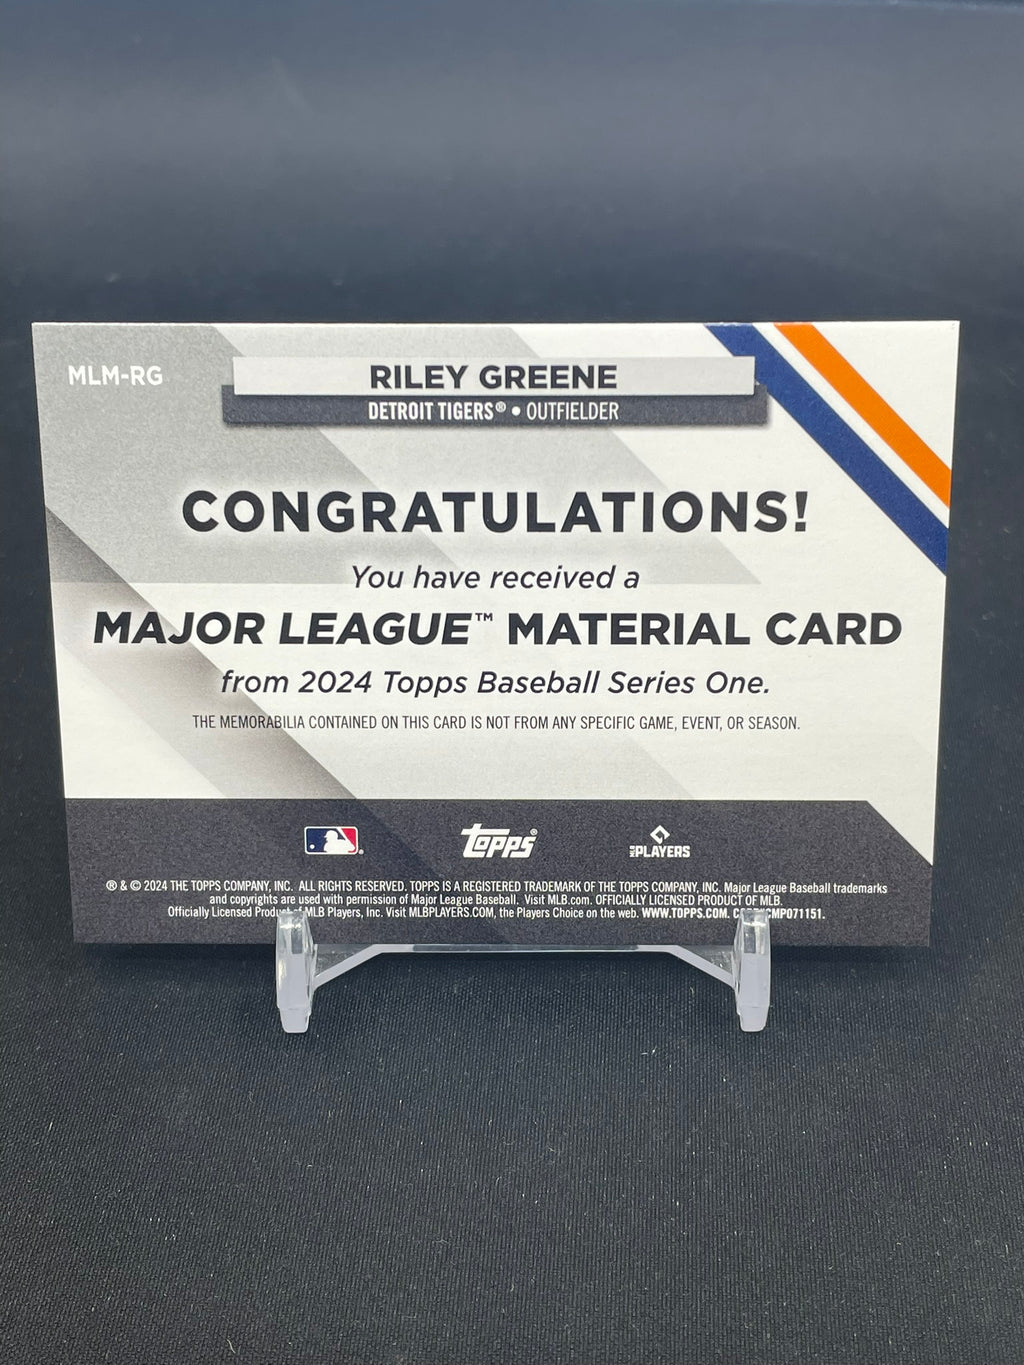 MLM-RG
RILEY GREENE
DETROIT TIGERS® • OUTFIELDER
CONGRATULATIONS!
You have received a
MAJOR LEAGUE™ MATERIAL CARD
from 2024 Topps Baseball Series One.
THE MEMORABILIA CONTAINED ON THIS CARD IS NOT FROM ANY SPECIFIC GAME, EVENT, OR SEASON.
Topps®
PLAYERS
® & © 2024 THE TOPPS COMPANY, INC. ALL RIGHTS RESERVED. TOPPS IS A REGISTERED TRADEMARK OF THE TOPPS COMPANY, INC. Major League Baseball trademarks
and copyrights are used with permission of Major League Baseball. Visit MLB.com. OFFICIALLY LICENSED PRODUCT OF MLB.
Officially Licensed Product of MLB Players, Inc. Visit MLBPLAYERS.COM, the Players Choice on the web. WWW.TOPPS.COM. CMP071151.